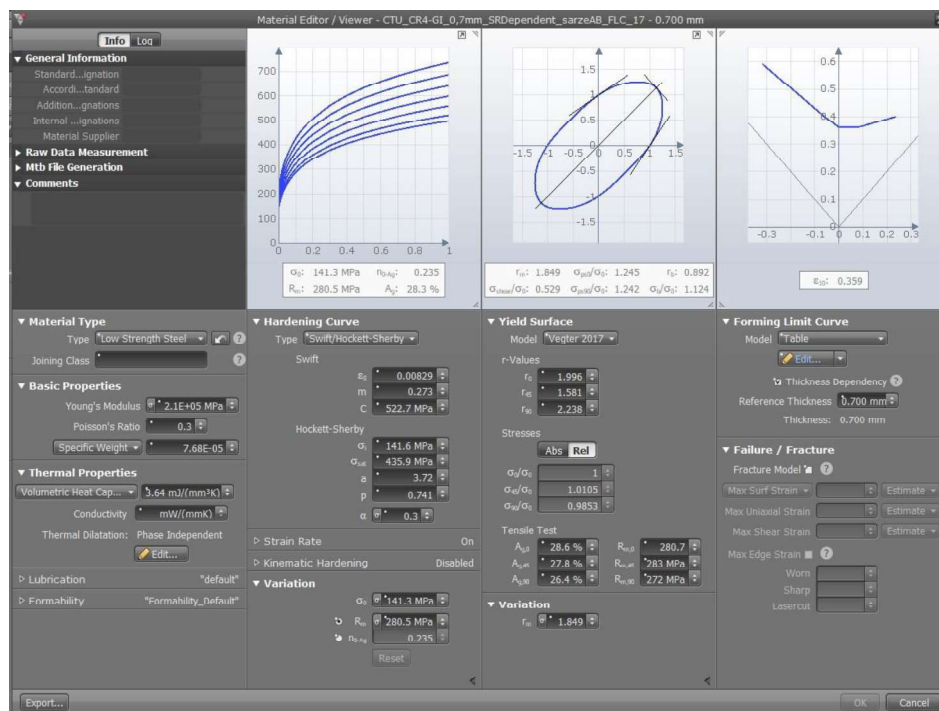 Material Editor / Viewer - CTU_CR4-GI_0,7mm_SRDependent_sarzeAB_FLC_17 - 0.700 mm
Info Log
General Information
Standard...ignation
Accordi...tandard
Addition...gnations
Internal ...ignations
Material Supplier
Raw Data Measurement
Mtb File Generation
Comments
700
600
500
400
300
200
100
0
0 0.2 0.4 0.6 0.8 1
σ₀: 141.3 MPa n₀-Ag: 0.235
Rm: 280.5 MPa Ag: 28.3 %
1.5
1
0.5
-1.5 -1 -0.5 0 0.5 1 1.5
-0.5
-1.5
rm: 1.849 σps0/σ₀: 1.245 rb: 0.892
σshear/σ₀: 0.529 σps90/σ₀: 1.242 σb/σ₀: 1.124
0.6
0.5
0.4
0.3
0.2
0.1
0
-0.3 -0.1 0 0.1 0.2 0.3
ε10: 0.359
Material Type
Type Low Strength Steel
Joining Class
Basic Properties
Young's Modulus 2.1E+05 MPa
Poisson's Ratio 0.3
Specific Weight 7.68E-05
Thermal Properties
Volumetric Heat Cap... 3.64 mJ/(mm³K)
Conductivity mW/(mmK)
Thermal Dilatation: Phase Independent
Edit...
Lubrication "default"
Formability "Formability_Default"
Hardening Curve
Type Swift/Hockett-Sherby
Swift
ε₀ 0.00829
m 0.273
C 522.7 MPa
Hockett-Sherby
σi 141.6 MPa
σsat 435.9 MPa
a 3.72
p 0.741
α 0.3
Strain Rate On
Kinematic Hardening Disabled
Variation
σ₀ 141.3 MPa
Rm 280.5 MPa
n₀-Ag 0.235
Reset
Yield Surface
Model Vegter 2017
r-Values
r₀ 1.996
r45 1.581
r90 2.238
Stresses
Abs Rel
σ₀/σ₀ 1
σ45/σ₀ 1.0105
σ90/σ₀ 0.9853
Tensile Test
Ag,0 28.6 % Rm,0 280.7
Ag,45 27.8 % Rm,45 283 MPa
Ag,90 26.4 % Rm,90 272 MPa
Variation
rm 1.849
Forming Limit Curve
Model Table
Edit...
Thickness Dependency
Reference Thickness 0.700 mm
Thickness: 0.700 mm
Failure / Fracture
Fracture Model
Max Surf Strain Estimate
Max Uniaxial Strain Estimate
Max Shear Strain Estimate
Max Edge Strain
Worn
Sharp
Lasercut
Export...
OK Cancel